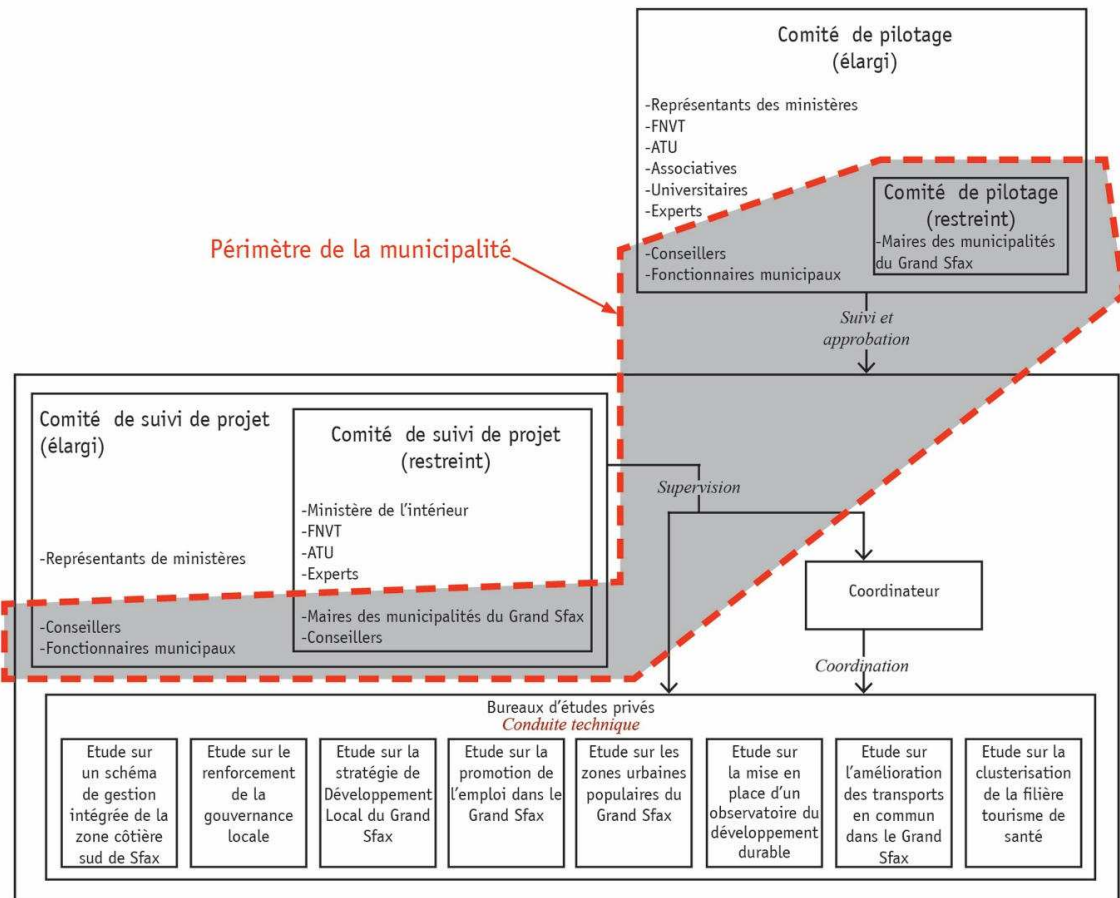 Comité de pilotage
(élargi)
-Représentants des ministères
-FNVT
-ATU
-Associatives
-Universitaires
-Experts
-Conseillers
-Fonctionnaires municipaux
Comité de pilotage
(restreint)
-Maires des municipalités
du Grand Sfax
Périmètre de la municipalité
Suivi et
approbation
Comité de suivi de projet
(élargi)
-Représentants de ministères
-Conseillers
-Fonctionnaires municipaux
Comité de suivi de projet
(restreint)
-Ministère de l'intérieur
-FNVT
-ATU
-Experts
-Maires des municipalités du Grand Sfax
-Conseillers
Supervision
Coordinateur
Coordination
Bureaux d'études privés
Conduite technique
Etude sur
un schéma
de gestion
intégrée de la
zone côtière
sud de Sfax
Etude sur le
renforcement
de la
gouvernance
locale
Etude sur la
stratégie de
Développement
Local du Grand
Sfax
Etude sur la
promotion de
l'emploi dans le
Grand Sfax
Etude sur les
zones urbaines
populaires du
Grand Sfax
Etude sur
la mise en
place d'un
observatoire du
développement
durable
Etude sur
l'amélioration
des transports
en commun
dans le Grand
Sfax
Etude sur la
clusterisation
de la filière
tourisme de
santé